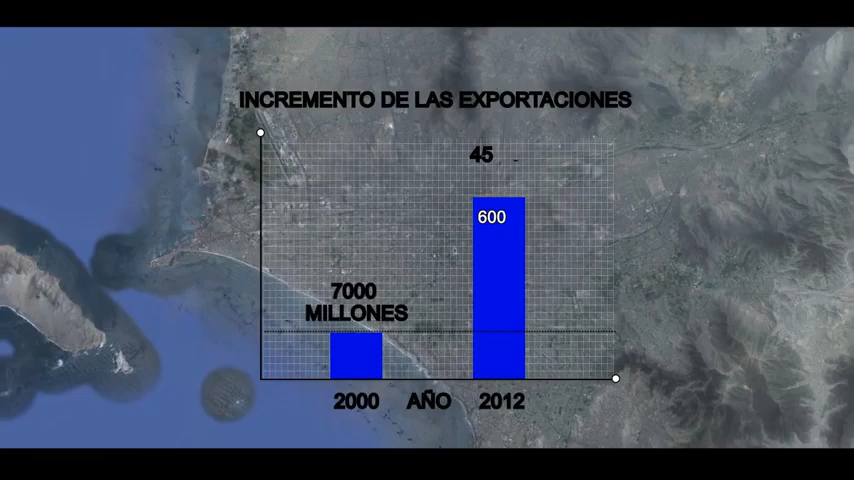 INCREMENTO DE LAS EXPORTACIONES
45
600
7000
MILLONES
2000 AÑO 2012